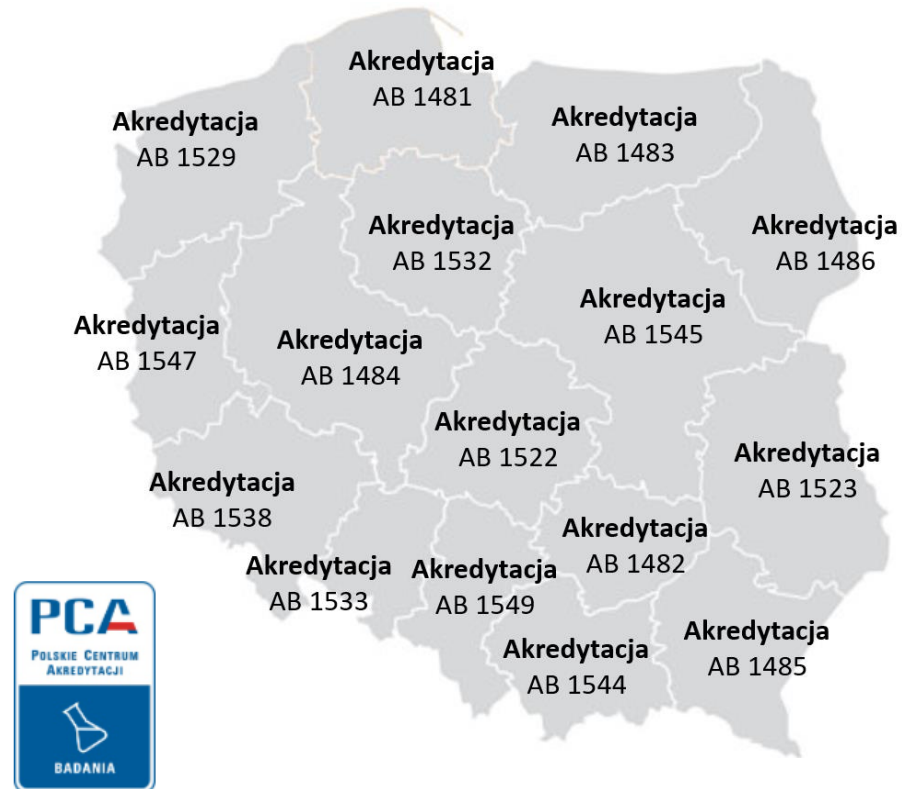 Akredytacja
AB 1481
Akredytacja
AB 1529
Akredytacja
AB 1483
Akredytacja
AB 1532
Akredytacja
AB 1486
Akredytacja
AB 1545
Akredytacja
AB 1547
Akredytacja
AB 1484
Akredytacja
AB 1522
Akredytacja
AB 1523
Akredytacja
AB 1538
Akredytacja
AB 1482
Akredytacja
AB 1533
Akredytacja
AB 1549
Akredytacja
AB 1485
Akredytacja
AB 1544
PCA
POLSKIE CENTRUM
AKREDYTACJI
BADANIA